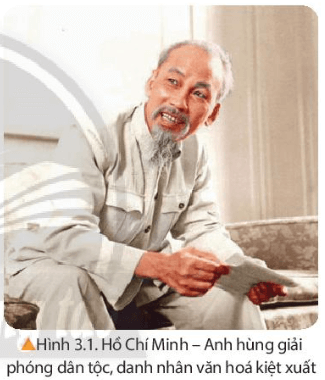 ▲Hình 3.1. Hồ Chí Minh – Anh hùng giải
phóng dân tộc, danh nhân văn hoá kiệt xuất